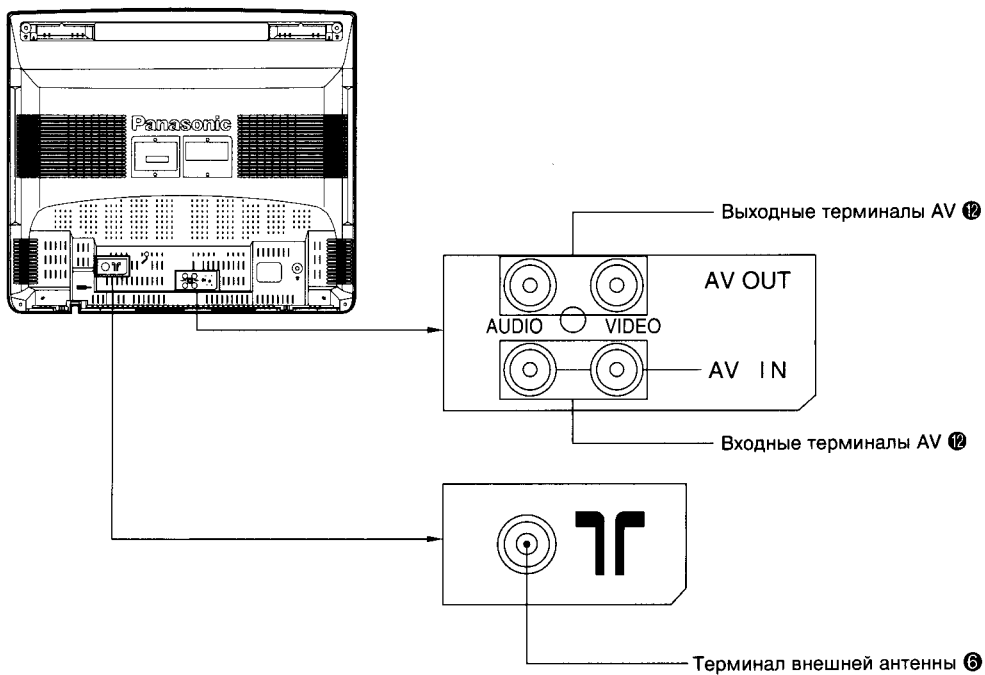 Panasonic
Выходные терминалы AV ⓬
AV OUT
AUDIO VIDEO
AV IN
Входные терминалы AV ⓬
Терминал внешней антенны ❻